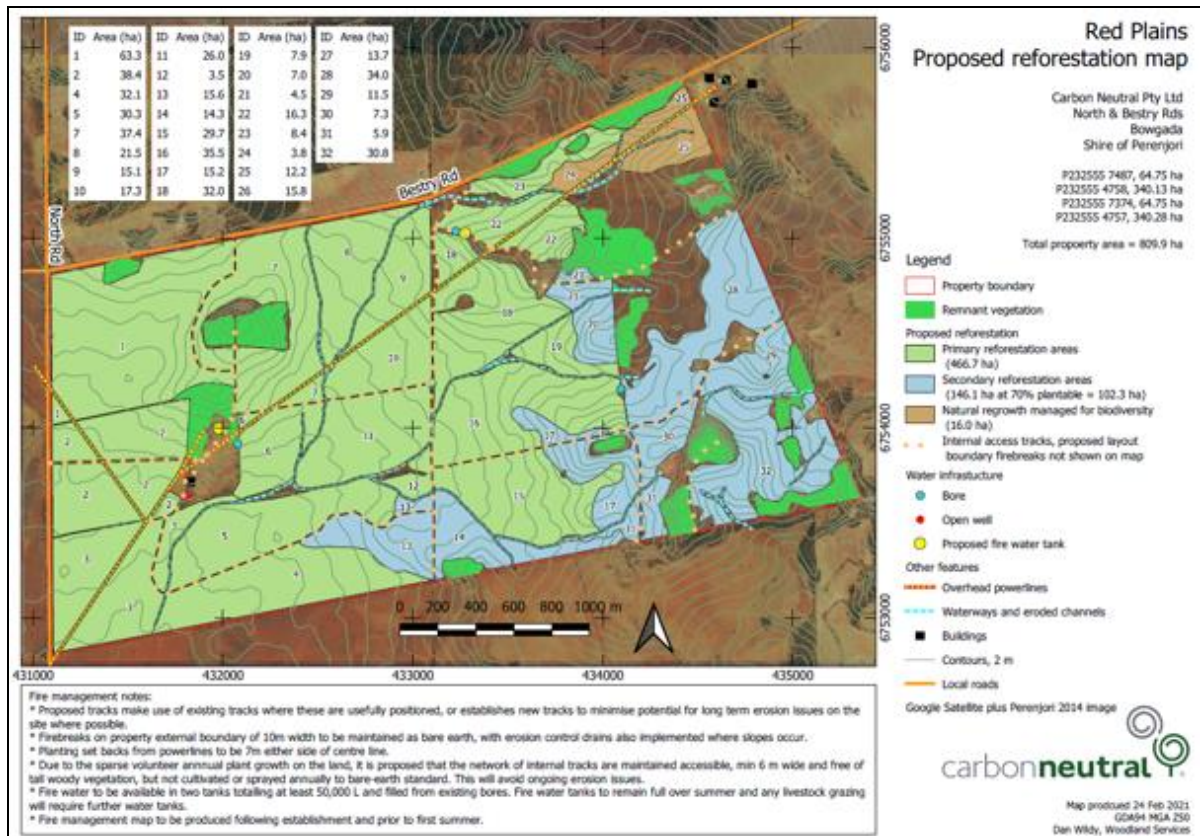 Red Plains
Proposed reforestation map
Carbon Neutral Pty Ltd
North & Bestry Rds
Bowgada
Shire of Perenjori
P232555 7487, 64.75 ha
P232555 4758, 340.13 ha
P232555 7374, 64.75 ha
P232555 4757, 340.28 ha
Total propoerty area = 809.9 ha
ID Area (ha) ID Area (ha) ID Area (ha) ID Area (ha)
1 63.3 11 26.0 19 7.9 27 13.7
2 38.4 12 3.5 20 7.0 28 34.0
4 32.1 13 15.6 21 4.5 29 11.5
5 30.3 14 14.3 22 16.3 30 7.3
7 37.4 15 29.7 23 8.4 31 5.9
8 21.5 16 35.5 24 3.8 32 30.8
9 15.1 17 15.2 25 12.2
10 17.3 18 32.0 26 15.8
North Rd
Bestry Rd
6756000
6755000
6754000
6753000
431000 432000 433000 434000 435000
0 200 400 600 800 1000 m
Legend
Property boundary
Remnant vegetation
Proposed reforestation
Primary reforestation areas
(466.7 ha)
Secondary reforestation areas
(146.1 ha at 70% plantable = 102.3 ha)
Natural regrowth managed for biodiversity
(16.0 ha)
Internal access tracks, proposed layout
boundary firebreaks not shown on map
Water infrastucture
Bore
Open well
Proposed fire water tank
Other features
Overhead powerlines
Waterways and eroded channels
Buildings
Contours, 2 m
Local roads
Google Satellite plus Perenjori 2014 image
carbonneutral
Map prodcued 24 Feb 2021
GDA94 MGA Z50
Dan Wildy, Woodland Services
Fire management notes:
* Proposed tracks make use of existing tracks where these are usefully positioned, or establishes new tracks to minimise potential for long term erosion issues on the
site where possible.
* Firebreaks on property external boundary of 10m width to be maintained as bare earth, with erosion control drains also implemented where slopes occur.
* Planting set backs from powerlines to be 7m either side of centre line.
* Due to the sparse volunteer annnual plant growth on the land, it is proposed that the network of internal tracks are maintained accessible, min 6 m wide and free of
tall woody vegetation, but not cultivated or sprayed annually to bare-earth standard. This will avoid ongoing erosion issues.
* Fire water to be available in two tanks totalling at least 50,000 L and filled from existing bores. Fire water tanks to remain full over summer and any livestock grazing
will require further water tanks.
* Fire management map to be produced following establishment and prior to first summer.